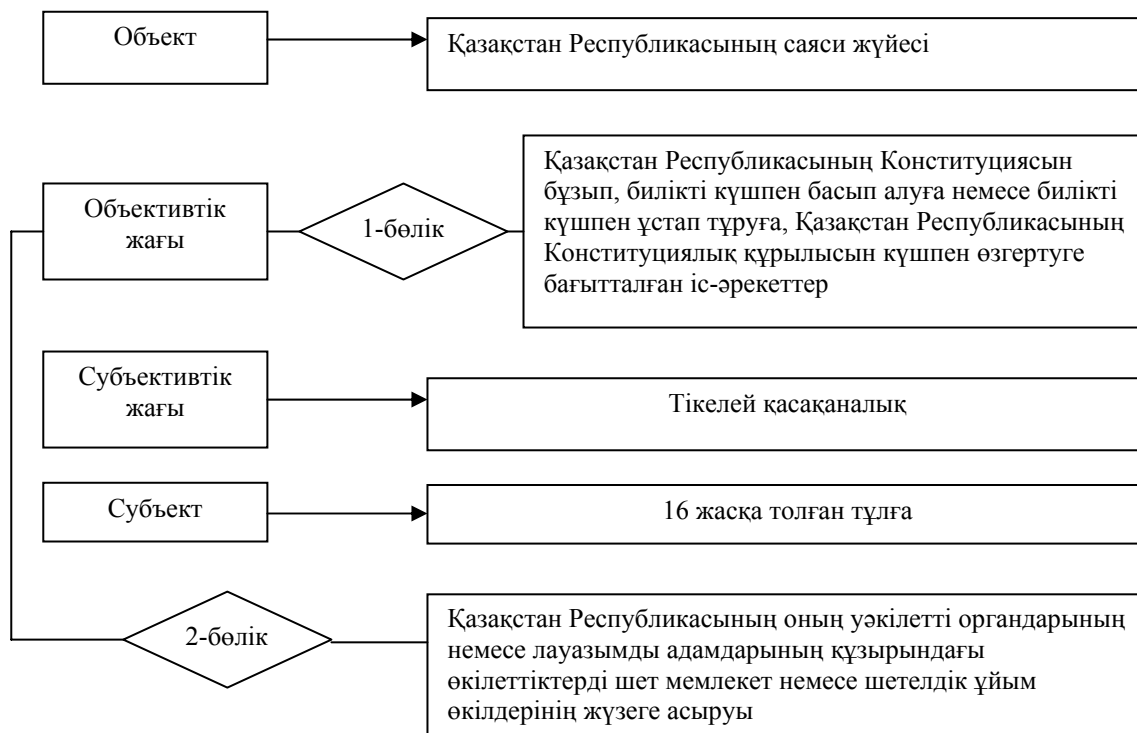 Объект
Қазақстан Республикасының саяси жүйесі
Объективтік
жағы
1-бөлік
Қазақстан Республикасының Конституциясын
бұзып, билікті күшпен басып алуға немесе билікті
күшпен ұстап тұруға, Қазақстан Республикасының
Конституциялық құрылысын күшпен өзгертуге
бағытталған іс-әрекеттер
Субъективтік
жағы
Тікелей қасақаналық
Субъект
16 жасқа толған тұлға
2-бөлік
Қазақстан Республикасының оның уәкілетті органдарының
немесе лауазымды адамдарының құзырындағы
өкілеттіктерді шет мемлекет немесе шетелдік ұйым
өкілдерінің жүзеге асыруы